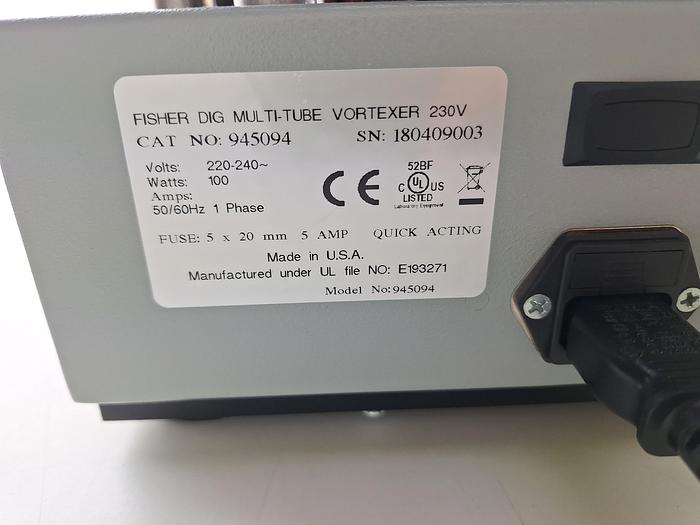 FISHER DIG MULTI-TUBE VORTEXER 230V
CAT NO: 945094 SN: 180409003
Volts: 220-240~
Watts: 100
Amps:
50/60Hz 1 Phase
CE
52BF
C UL US
LISTED
Laboratory Equipment
FUSE: 5 x 20 mm 5 AMP QUICK ACTING
Made in U.S.A.
Manufactured under UL file NO: E193271
Model No:945094